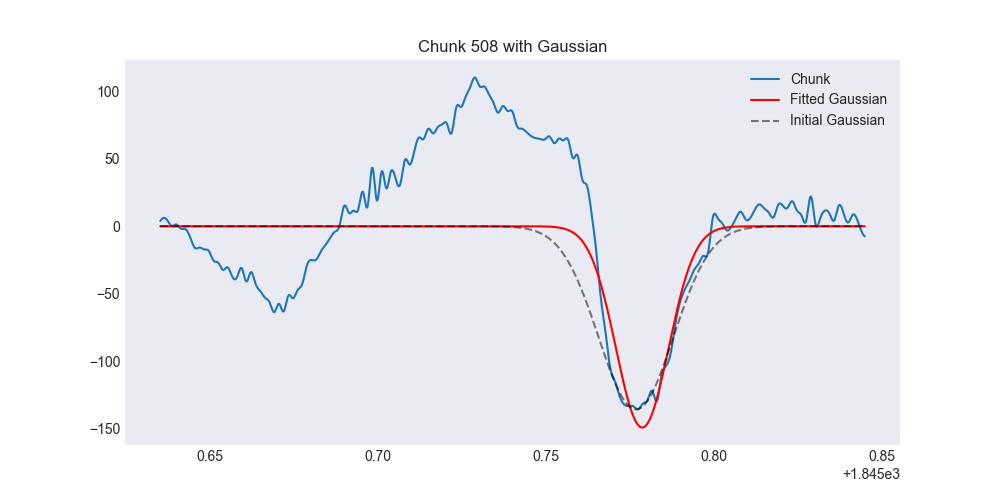 Chunk 508 with Gaussian
Chunk
Fitted Gaussian
Initial Gaussian
100
50
0
−50
−100
−150
0.65 0.70 0.75 0.80 0.85
+1.845e3